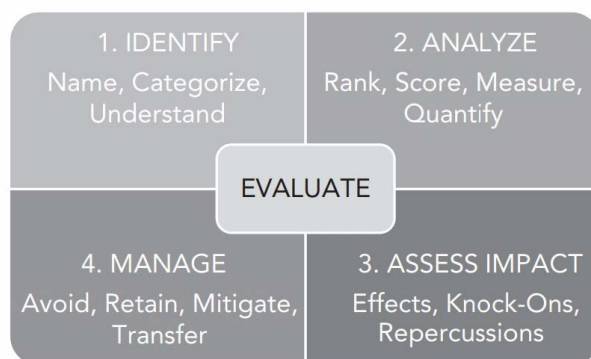 1. IDENTIFY
Name, Categorize,
Understand
2. ANALYZE
Rank, Score, Measure,
Quantify
EVALUATE
4. MANAGE
Avoid, Retain, Mitigate,
Transfer
3. ASSESS IMPACT
Effects, Knock-Ons,
Repercussions